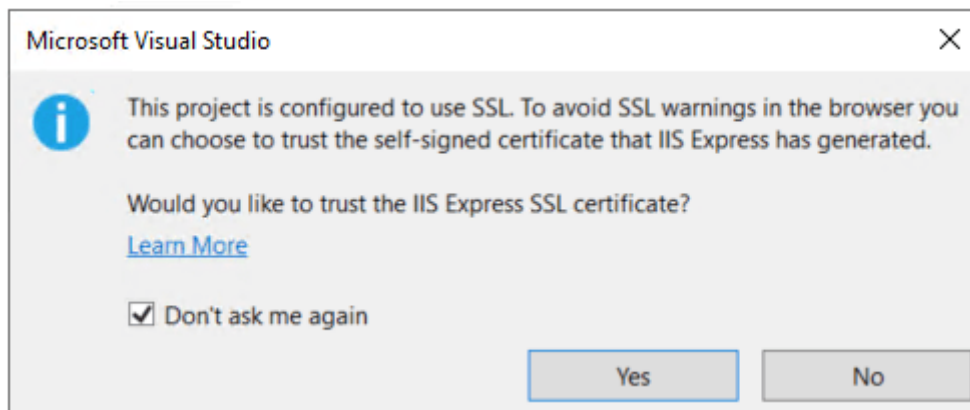 Microsoft Visual Studio
This project is configured to use SSL. To avoid SSL warnings in the browser you
can choose to trust the self-signed certificate that IIS Express has generated.
Would you like to trust the IIS Express SSL certificate?
Learn More
Don't ask me again
Yes No